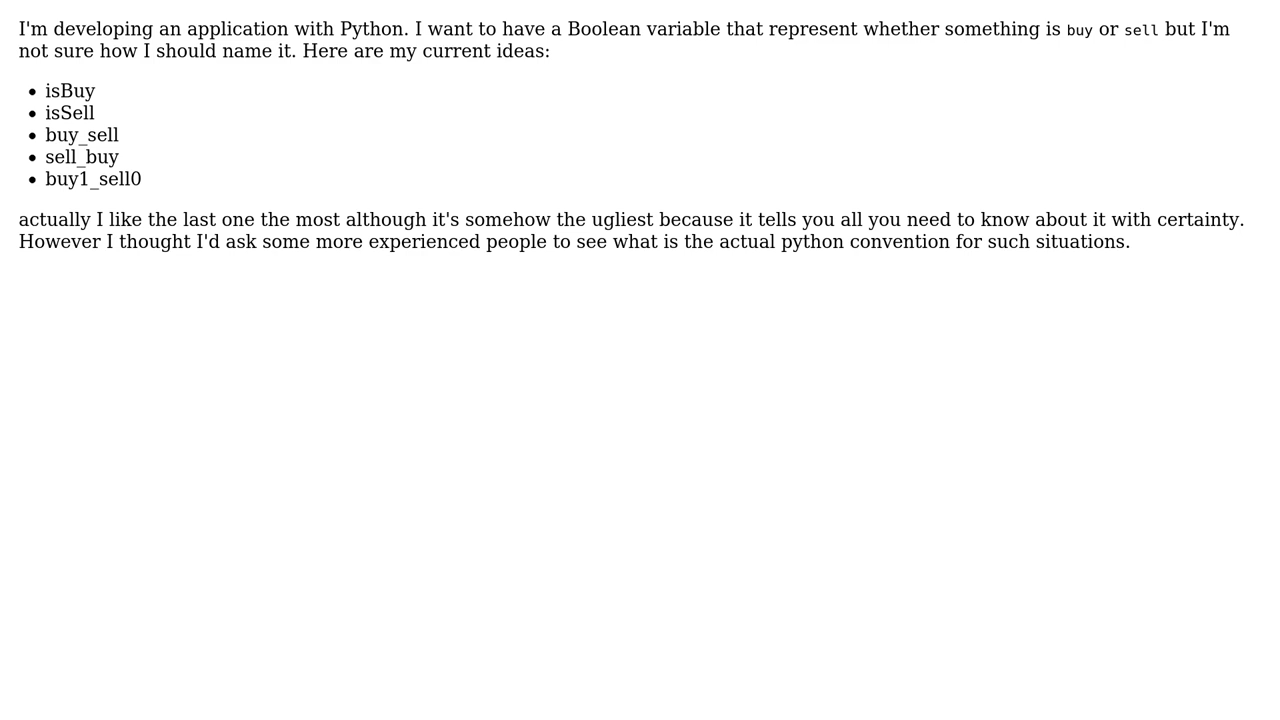 I'm developing an application with Python. I want to have a Boolean variable that represent whether something is buy or sell but I'm
not sure how I should name it. Here are my current ideas:
• isBuy
• isSell
• buy_sell
• sell_buy
• buy1_sell0
actually I like the last one the most although it's somehow the ugliest because it tells you all you need to know about it with certainty.
However I thought I'd ask some more experienced people to see what is the actual python convention for such situations.